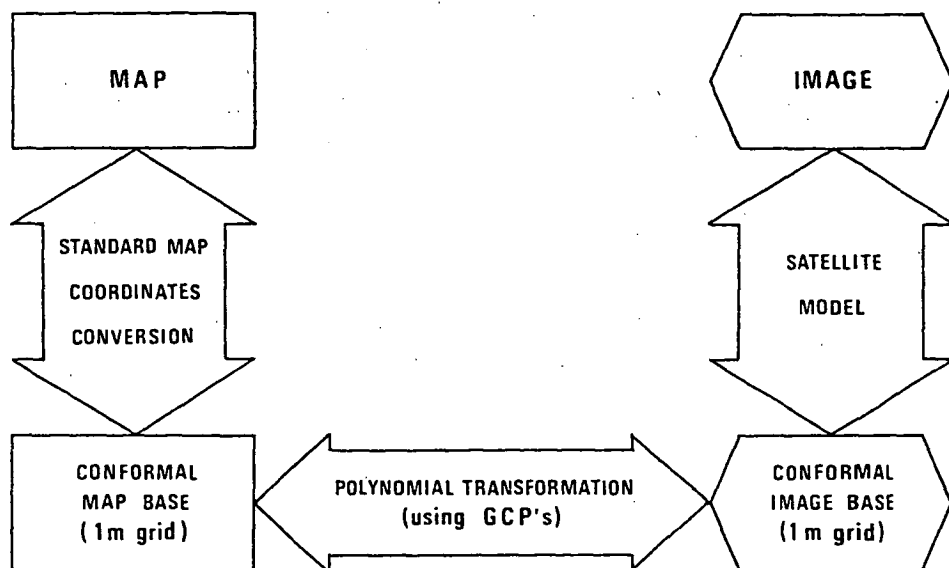 MAP
IMAGE
STANDARD MAP
COORDINATES
CONVERSION
SATELLITE
MODEL
CONFORMAL
MAP BASE
(1m grid)
POLYNOMIAL TRANSFORMATION
(using GCP's)
CONFORMAL
IMAGE BASE
(1m grid)